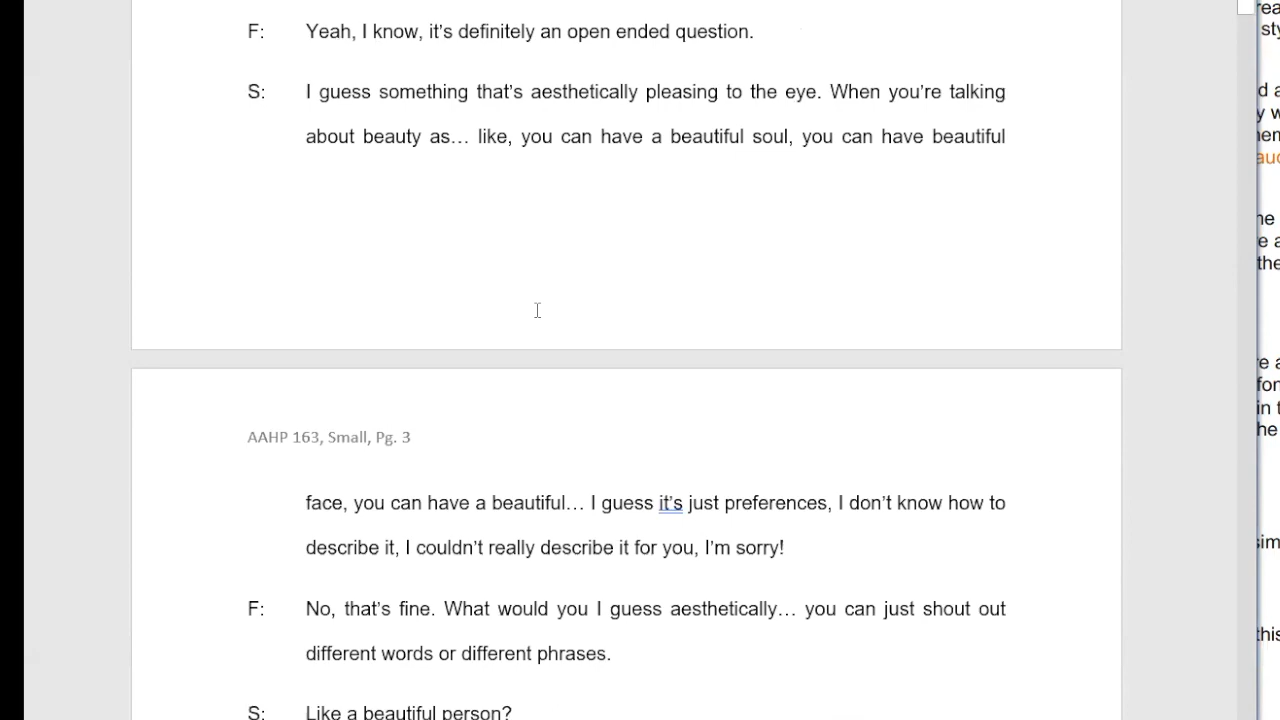 F: Yeah, I know, it's definitely an open ended question.
S: I guess something that's aesthetically pleasing to the eye. When you're talking
about beauty as… like, you can have a beautiful soul, you can have beautiful
AAHP 163, Small, Pg. 3
face, you can have a beautiful… I guess it's just preferences, I don't know how to
describe it, I couldn't really describe it for you, I'm sorry!
F: No, that's fine. What would you I guess aesthetically… you can just shout out
different words or different phrases.
S: Like a beautiful person?